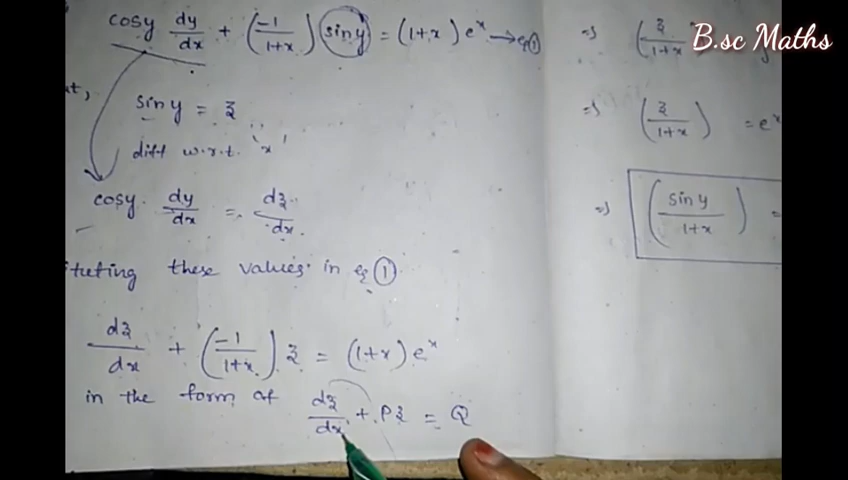 cosy dy/dx + (-1/1+x) siny = (1+x) e^x → eq ①
siny = z
diff w.r.t. 'x'
cosy. dy/dx = dz/dx
tuting these values in eq ①
dz/dx + (-1/1+x) z = (1+x) e^x
in the form of dz/dx + Pz = Q
B.sc Maths
⇒ (z/1+x
⇒ (z/1+x) = e^x
⇒ (siny/1+x) =